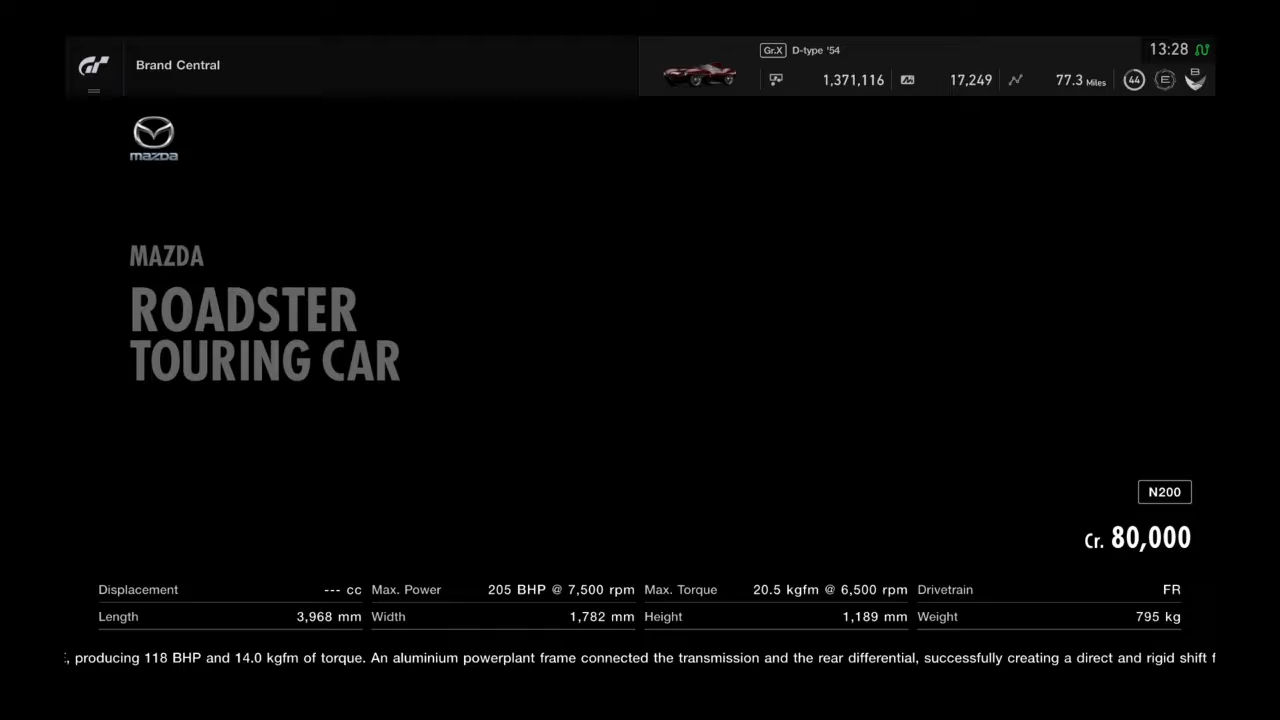 Brand Central
Gr.X D-type '54
1,371,116 17,249 77.3 Miles 44 E B
13:28
mazda
MAZDA
ROADSTER
TOURING CAR
N200
Cr. 80,000
Displacement --- cc Max. Power 205 BHP @ 7,500 rpm Max. Torque 20.5 kgfm @ 6,500 rpm Drivetrain FR
Length 3,968 mm Width 1,782 mm Height 1,189 mm Weight 795 kg
, producing 118 BHP and 14.0 kgfm of torque. An aluminium powerplant frame connected the transmission and the rear differential, successfully creating a direct and rigid shift f